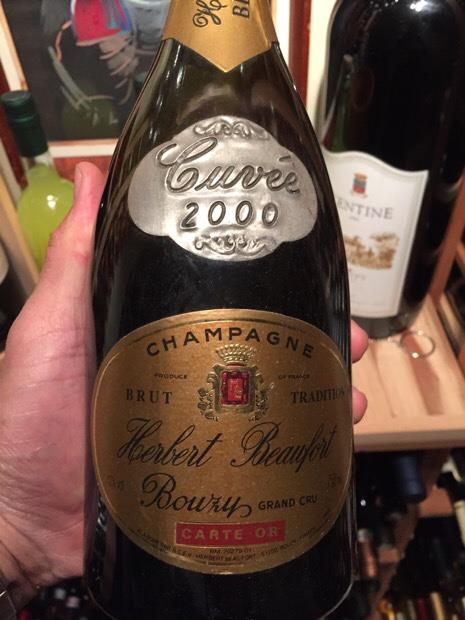 Cuvée
2000
CHAMPAGNE
PRODUCE OF FRANCE
BRUT TRADITION
Herbert Beaufort
Bouzy GRAND CRU
CARTE OR
ENTINE